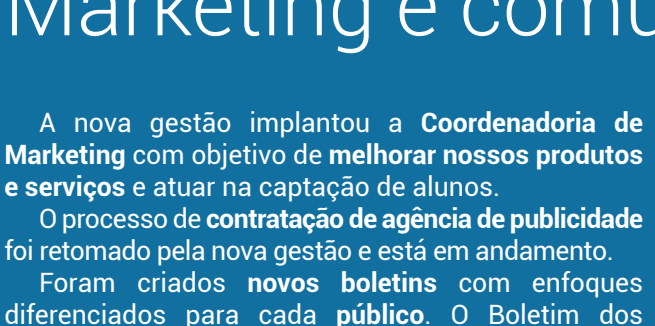 Marketing e comu
A nova gestão implantou a Coordenadoria de
Marketing com objetivo de melhorar nossos produtos
e serviços e atuar na captação de alunos.
O processo de contratação de agência de publicidade
foi retomado pela nova gestão e está em andamento.
Foram criados novos boletins com enfoques
diferenciados para cada público. O Boletim dos